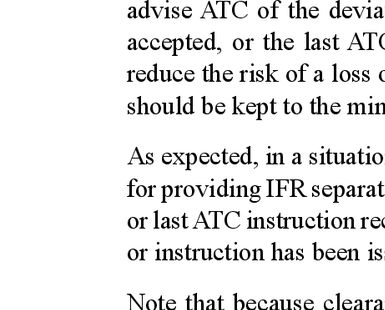 advise ATC of the devia
accepted, or the last ATC
reduce the risk of a loss
should be kept to the min
As expected, in a situatio
for providing IFR separat
or last ATC instruction rec
or instruction has been is
Note that because cleara